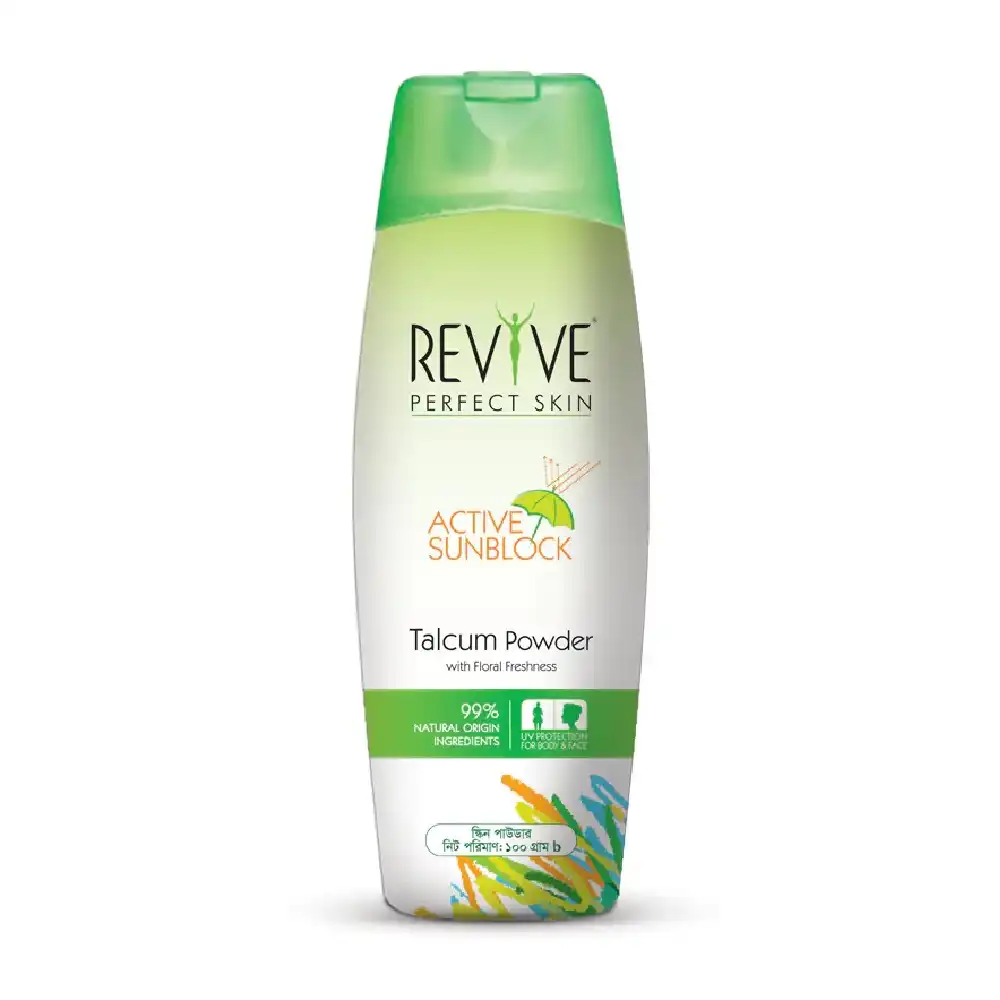 REVIVE®
PERFECT SKIN
ACTIVE
SUNBLOCK
Talcum Powder
with Floral Freshness
99%
NATURAL ORIGIN
INGREDIENTS
UV PROTECTION
FOR BODY & FACE
স্কিন পাউডার
নিট পরিমাণ: ১০০ গ্রাম b